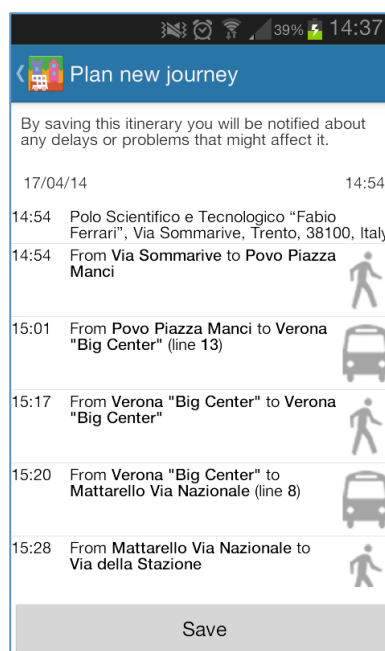 39% 14:37
Plan new journey
By saving this itinerary you will be notified about
any delays or problems that might affect it.
17/04/14 14:54
14:54 Polo Scientifico e Tecnologico “Fabio
Ferrari”, Via Sommarive, Trento, 38100, Italy
14:54 From Via Sommarive to Povo Piazza
Manci
15:01 From Povo Piazza Manci to Verona
"Big Center" (line 13)
15:17 From Verona "Big Center" to Verona
"Big Center"
15:20 From Verona "Big Center" to
Mattarello Via Nazionale (line 8)
15:28 From Mattarello Via Nazionale to
Via della Stazione
Save